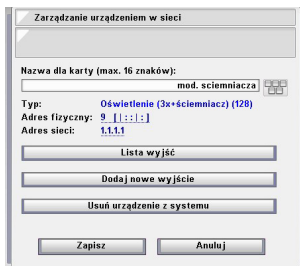 Zarządzanie urządzeniem w sieci
Nazwa dla karty (max. 16 znaków):
mod. sciemniacza
Typ: Oświetlenie (3x+ściemniacz) (128)
Adres fizyczny: 9 [|::|:]
Adres sieci: 1.1.1.1
Lista wyjść
Dodaj nowe wyjście
Usuń urządzenie z systemu
Zapisz Anuluj